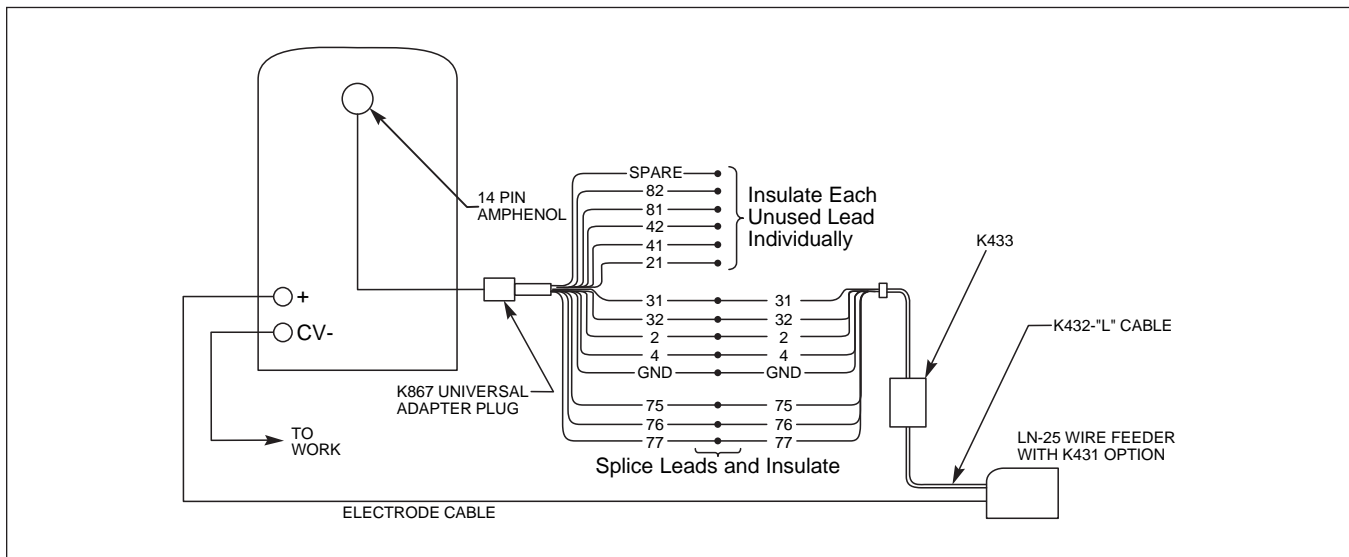 14 PIN
AMPHENOL
+
CV-
TO
WORK
ELECTRODE CABLE
K867 UNIVERSAL
ADAPTER PLUG
SPARE
82
81
42
41
21
Insulate Each
Unused Lead
Individually
31 31
32 32
2 2
4 4
GND GND
75 75
76 76
77 77
Splice Leads and Insulate
K433
K432-"L" CABLE
LN-25 WIRE FEEDER
WITH K431 OPTION